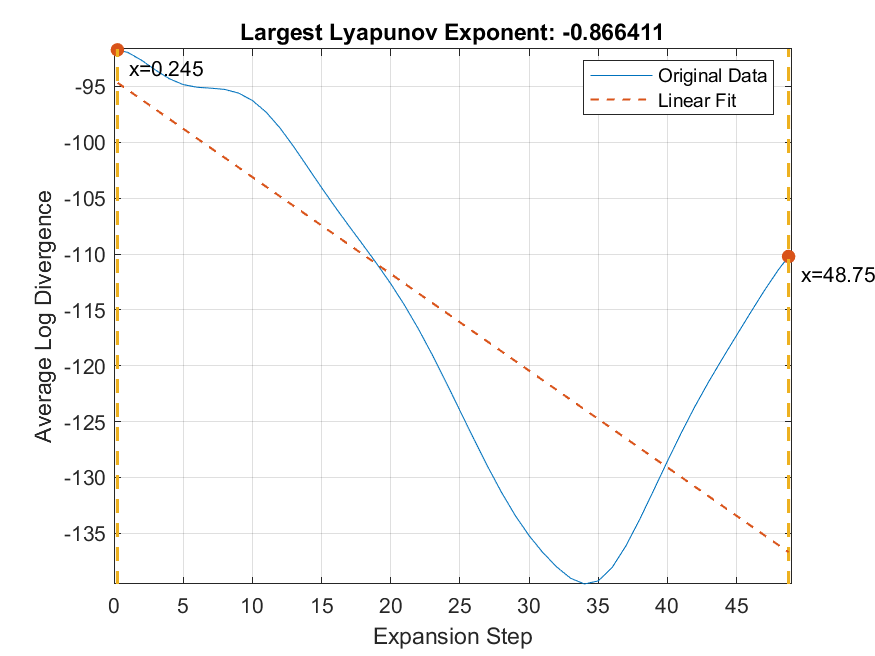 Largest Lyapunov Exponent: -0.866411
x=0.245
Original Data
Linear Fit
-95
-100
-105
-110
-115
-120
-125
-130
-135
x=48.75
Average Log Divergence
0 5 10 15 20 25 30 35 40 45
Expansion Step